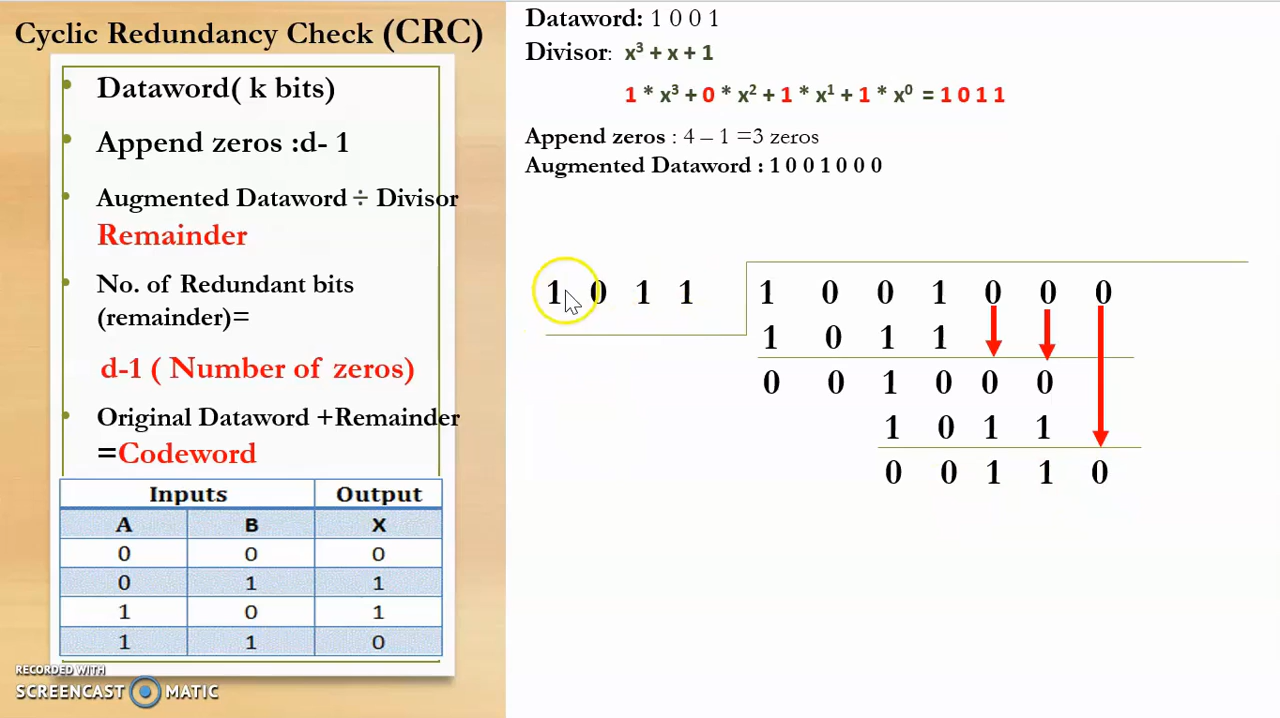 Cyclic Redundancy Check (CRC)
Dataword( k bits)
Append zeros :d- 1
Augmented Dataword ÷ Divisor
Remainder
No. of Redundant bits
(remainder)=
d-1 ( Number of zeros)
Original Dataword +Remainder
=Codeword
Inputs Output
A B X
0 0 0
0 1 1
1 0 1
1 1 0
RECORDED WITH
SCREENCAST MATIC
Dataword: 1 0 0 1
Divisor: x³ + x + 1
1 * x³ + 0 * x² + 1 * x¹ + 1 * x⁰ = 1 0 1 1
Append zeros : 4 – 1 =3 zeros
Augmented Dataword : 1 0 0 1 0 0 0
1 0 1 1 1 0 0 1 0 0 0
1 0 1 1
0 0 1 0 0 0
1 0 1 1
0 0 1 1 0